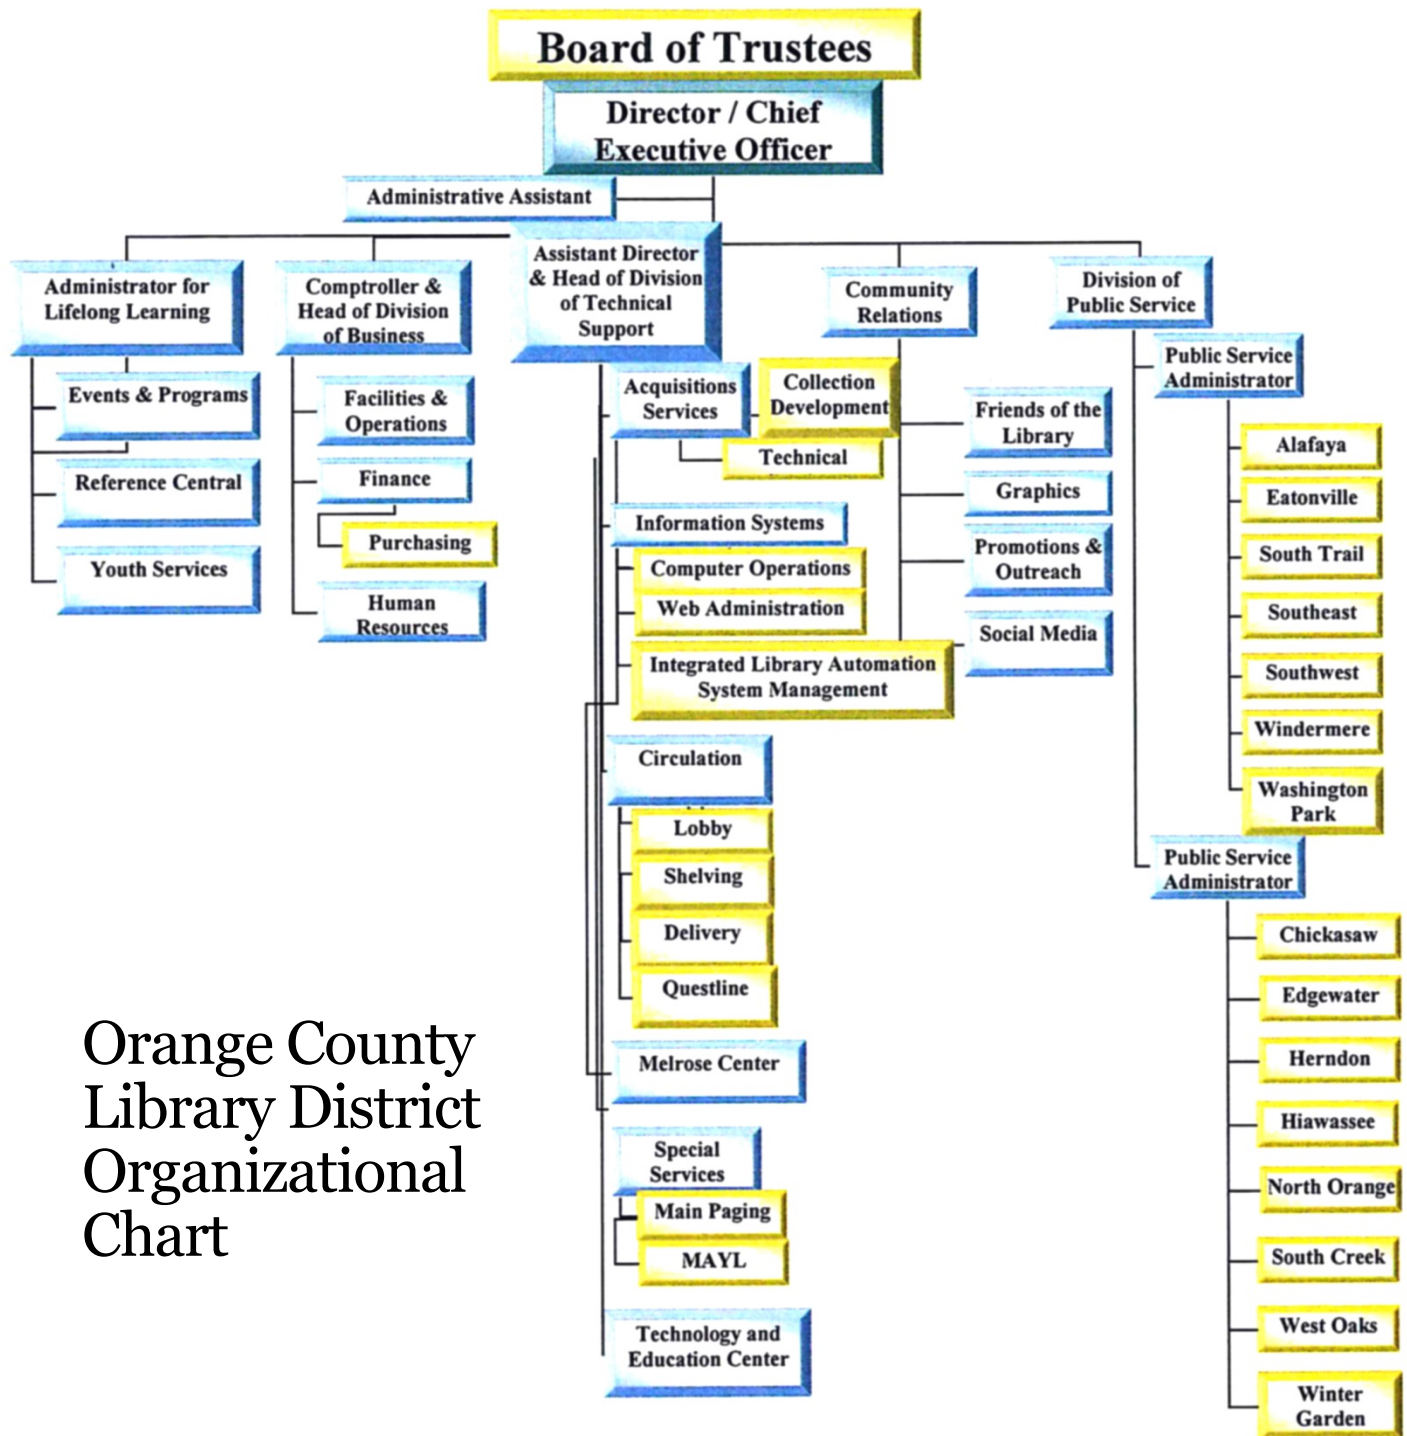 Board of Trustees
Director / Chief
Executive Officer
Administrative Assistant
Assistant Director
& Head of Division
of Technical
Support
Administrator for
Lifelong Learning
Comptroller &
Head of Division
of Business
Community
Relations
Division of
Public Service
Events & Programs
Reference Central
Youth Services
Facilities &
Operations
Finance
Purchasing
Human
Resources
Acquisitions
Services
Collection
Development
Technical
Information Systems
Computer Operations
Web Administration
Integrated Library Automation
System Management
Circulation
Lobby
Shelving
Delivery
Questline
Melrose Center
Special
Services
Main Paging
MAYL
Technology and
Education Center
Friends of the
Library
Graphics
Promotions &
Outreach
Social Media
Public Service
Administrator
Alafaya
Eatonville
South Trail
Southeast
Southwest
Windermere
Washington
Park
Public Service
Administrator
Chickasaw
Edgewater
Herndon
Hiawassee
North Orange
South Creek
West Oaks
Winter
Garden
Orange County
Library District
Organizational
Chart